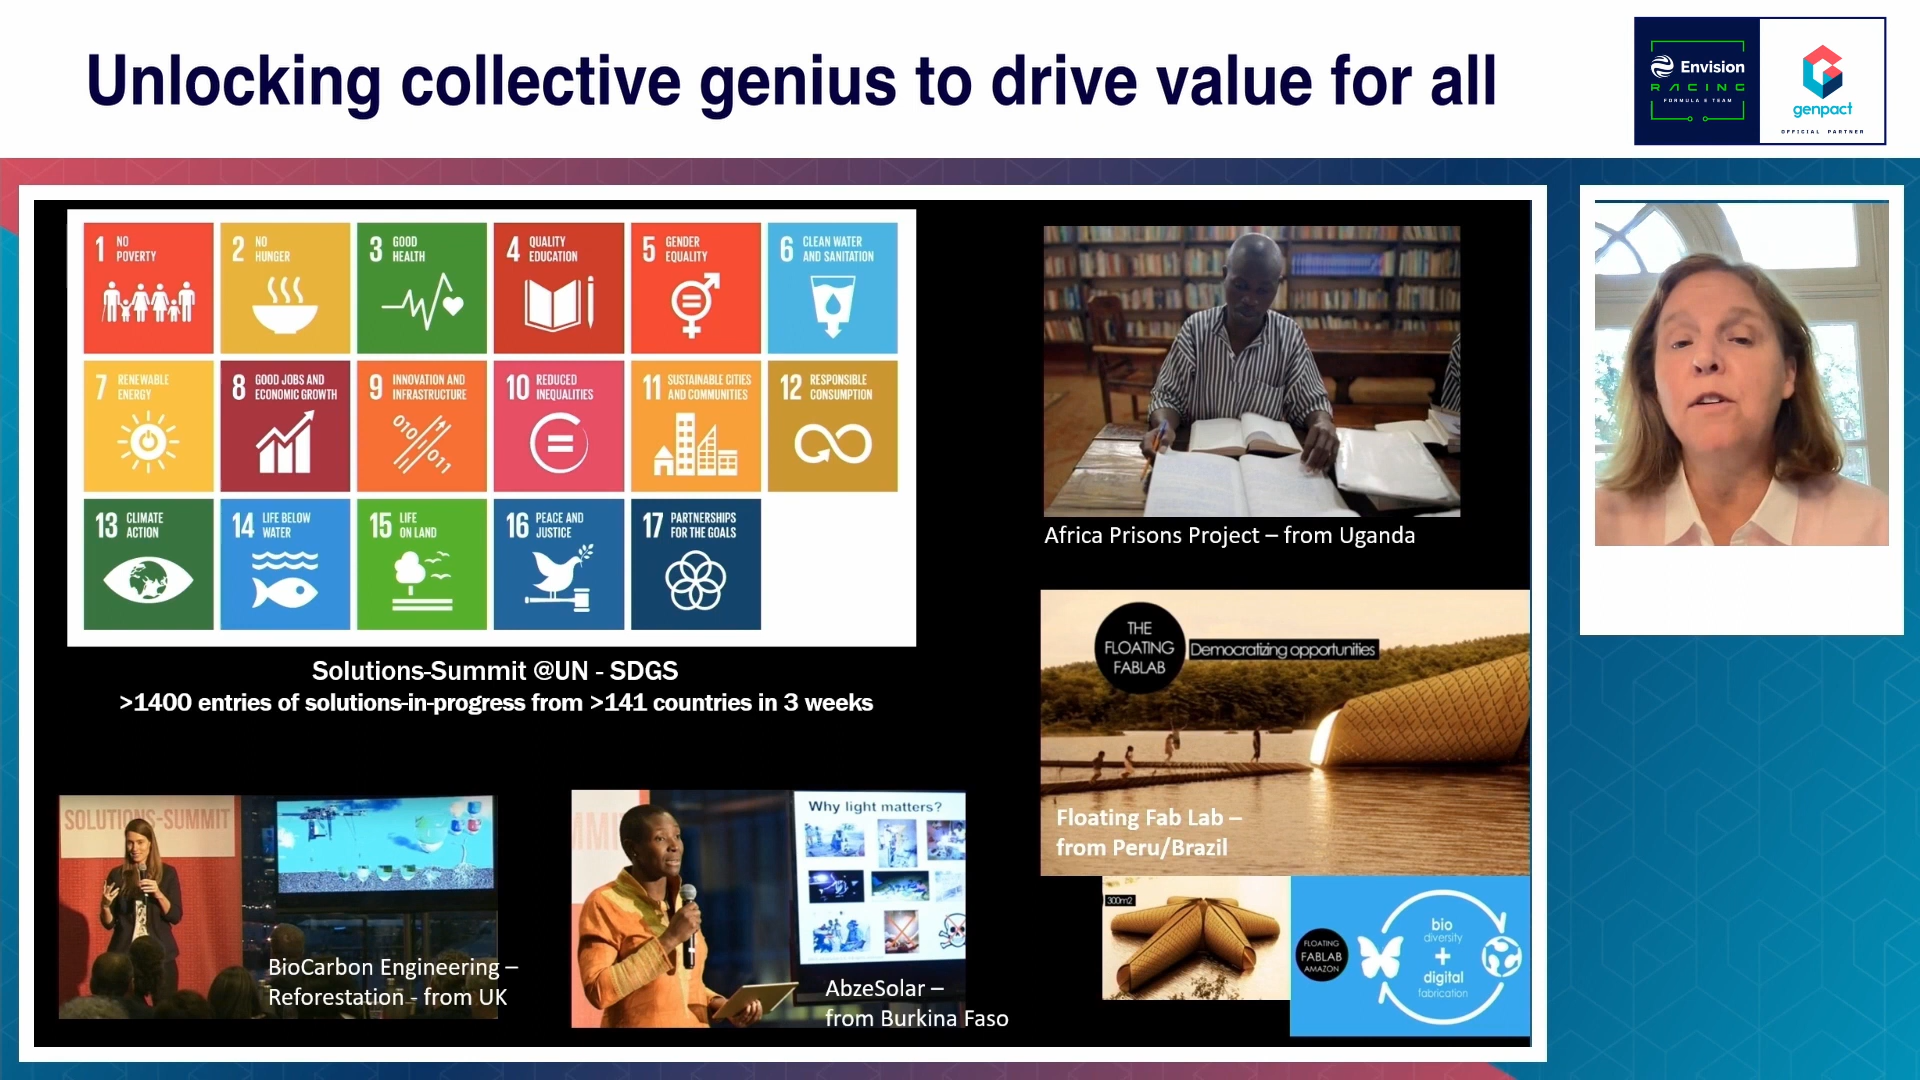 Unlocking collective genius to drive value for all
Envision
RACING
FORMULA E TEAM
genpact
OFFICIAL PARTNER
1 NO
POVERTY
2 NO
HUNGER
3 GOOD
HEALTH
4 QUALITY
EDUCATION
5 GENDER
EQUALITY
6 CLEAN WATER
AND SANITATION
7 RENEWABLE
ENERGY
8 GOOD JOBS AND
ECONOMIC GROWTH
9 INNOVATION AND
INFRASTRUCTURE
010
011
10 REDUCED
INEQUALITIES
11 SUSTAINABLE CITIES
AND COMMUNITIES
12 RESPONSIBLE
CONSUMPTION
13 CLIMATE
ACTION
14 LIFE BELOW
WATER
15 LIFE
ON LAND
16 PEACE AND
JUSTICE
17 PARTNERSHIPS
FOR THE GOALS
Solutions-Summit @UN - SDGS
>1400 entries of solutions-in-progress from >141 countries in 3 weeks
Africa Prisons Project – from Uganda
THE
FLOATING
FABLAB
Democratizing opportunities
Floating Fab Lab –
from Peru/Brazil
300m2
FLOATING
FABLAB
AMAZON
bio
diversity
+
digital
fabrication
SOLUTIONS-SUMMIT
BioCarbon Engineering –
Reforestation - from UK
Why light matters?
AbzeSolar –
from Burkina Faso